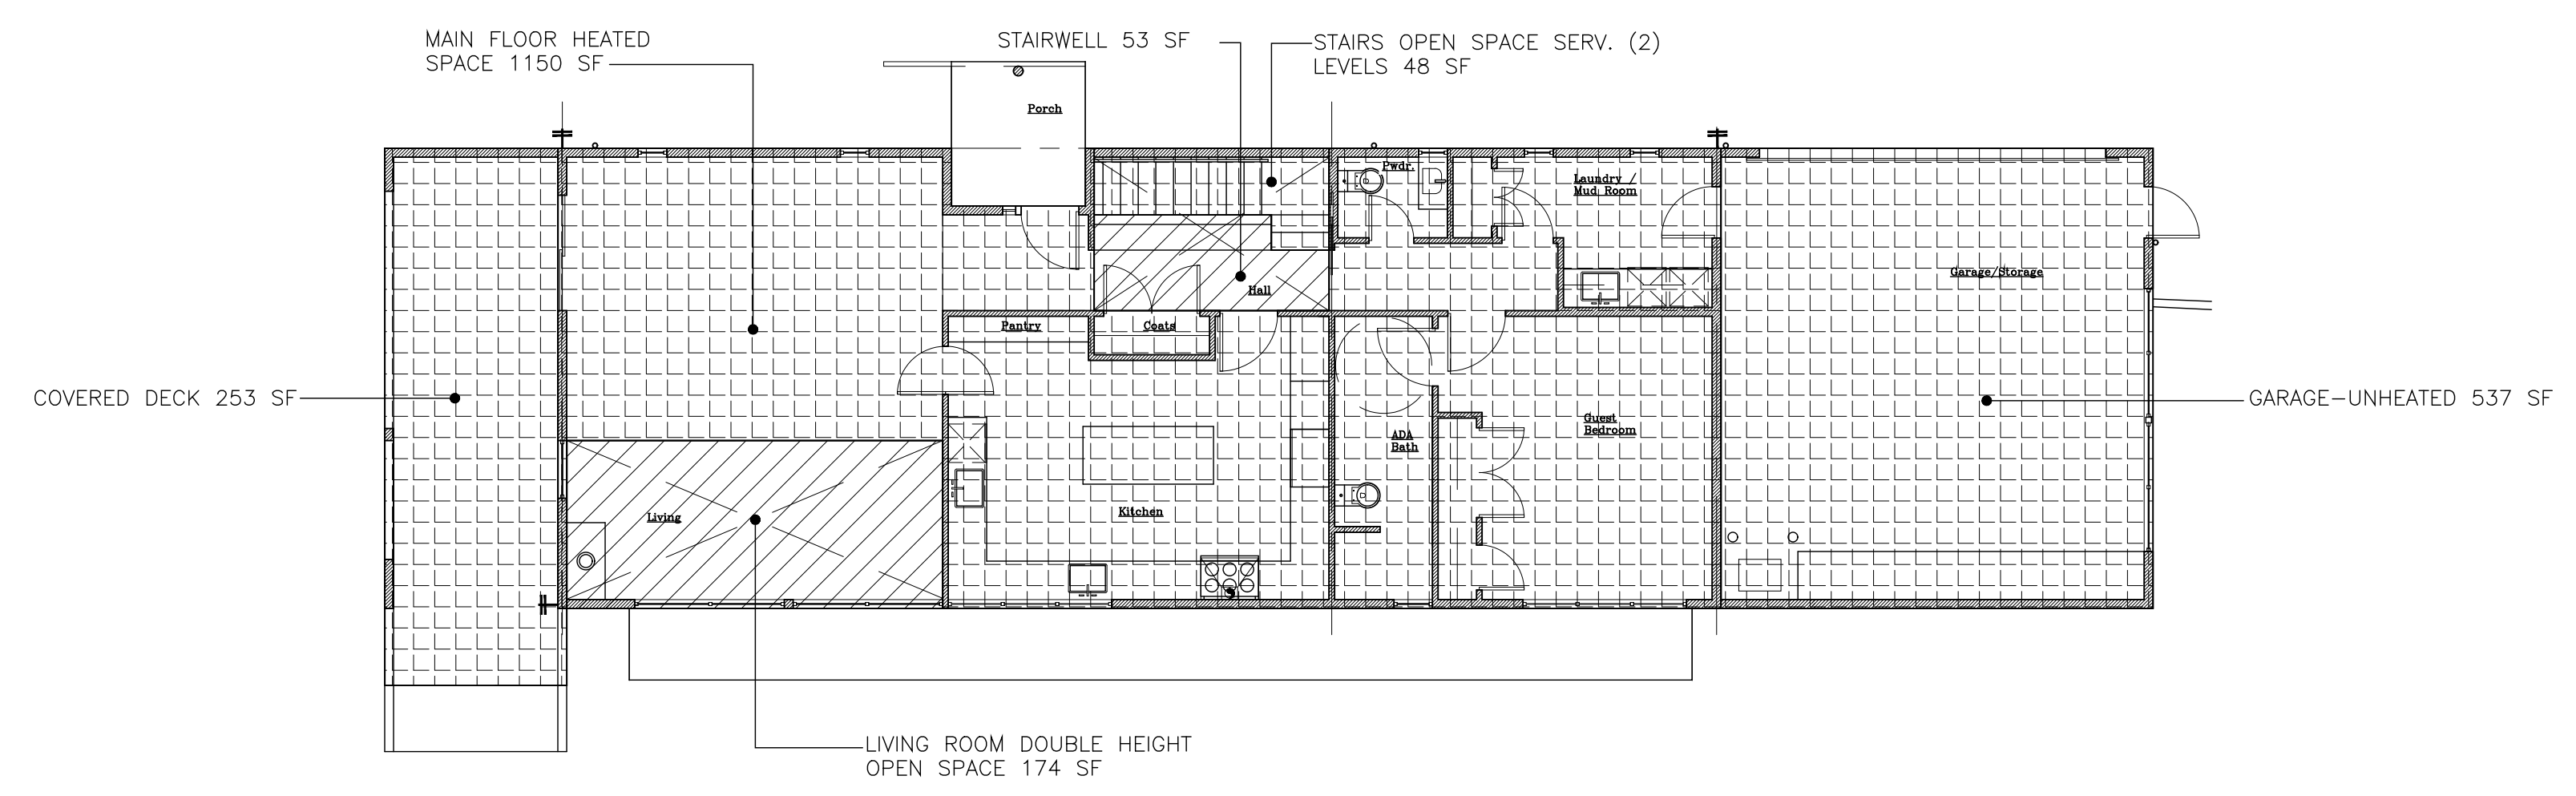 MAIN FLOOR HEATED
SPACE 1150 SF
STAIRWELL 53 SF
STAIRS OPEN SPACE SERV. (2)
LEVELS 48 SF
Porch
Pwdr.
Laundry /
Mud Room
Garage/Storage
Hall
Pantry
Coats
COVERED DECK 253 SF
GARAGE-UNHEATED 537 SF
Guest
Bedroom
ADA
Bath
Living
Kitchen
LIVING ROOM DOUBLE HEIGHT
OPEN SPACE 174 SF